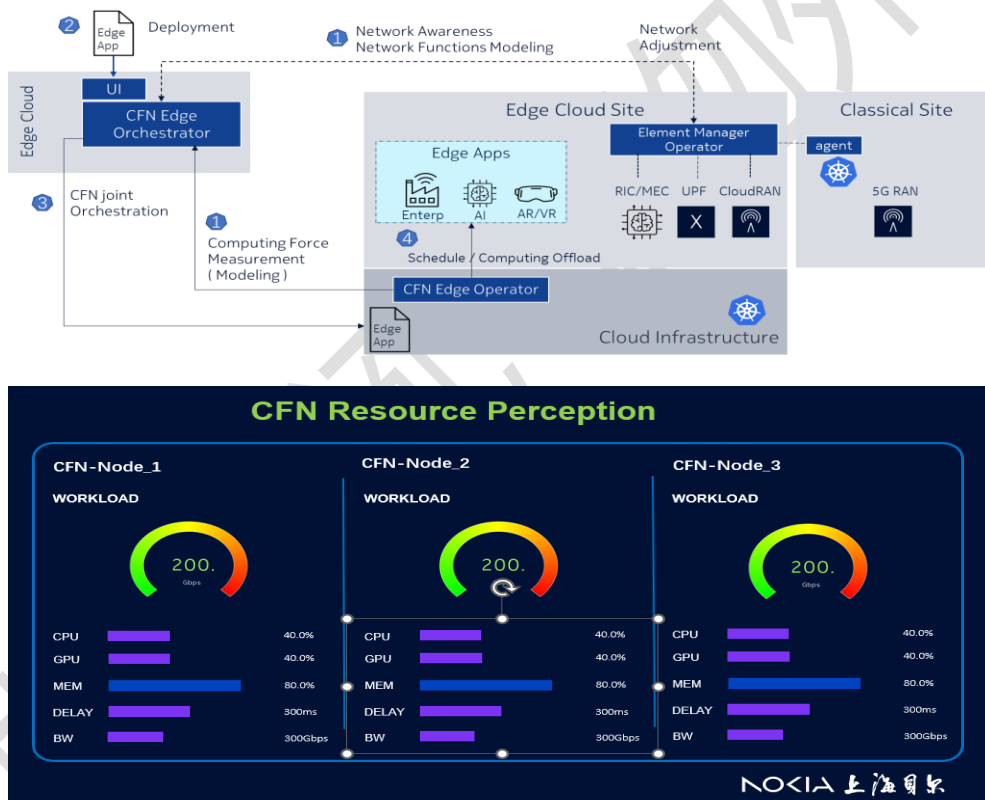 2
Edge
App
Deployment
1
Network Awareness
Network Functions Modeling
Network
Adjustment
Edge Cloud
UI
CFN Edge
Orchestrator
Edge Cloud Site
Classical Site
Element Manager
Operator
agent
Edge Apps
Enterp
AI
AR/VR
RIC/MEC
UPF
CloudRAN
X
5G RAN
3
CFN joint
Orchestration
1
Computing Force
Measurement
( Modeling )
4
Schedule / Computing Offload
CFN Edge Operator
Edge
App
Cloud Infrastructure
CFN Resource Perception
CFN-Node_1
WORKLOAD
200.
Gbps
CPU 40.0%
GPU 40.0%
MEM 80.0%
DELAY 300ms
BW 300Gbps
CFN-Node_2
WORKLOAD
200.
CPU 40.0%
GPU 40.0%
MEM 80.0%
DELAY 300ms
BW 300Gbps
CFN-Node_3
WORKLOAD
200.
Gbps
CPU 40.0%
GPU 40.0%
MEM 80.0%
DELAY 300ms
BW 300Gbps
NOKIA 上海贝尔